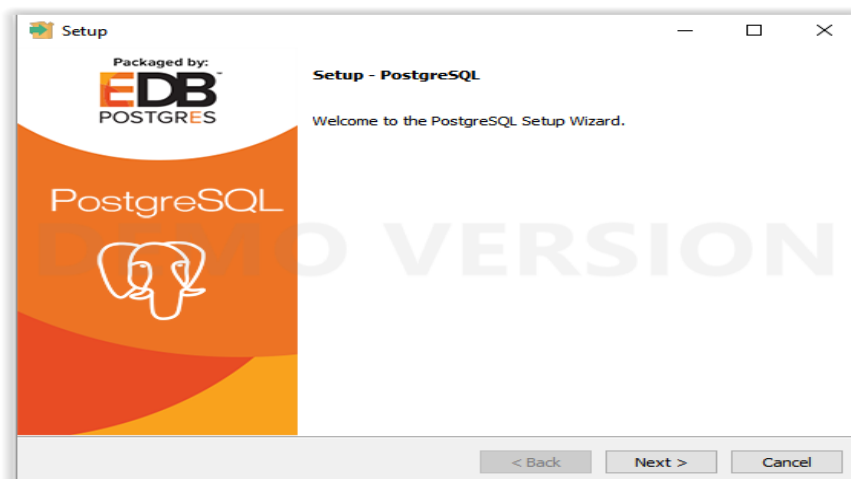 Setup
Packaged by:
EDB
POSTGRES
Setup - PostgreSQL
Welcome to the PostgreSQL Setup Wizard.
PostgreSQL
DEMO VERSION
< Back
Next >
Cancel